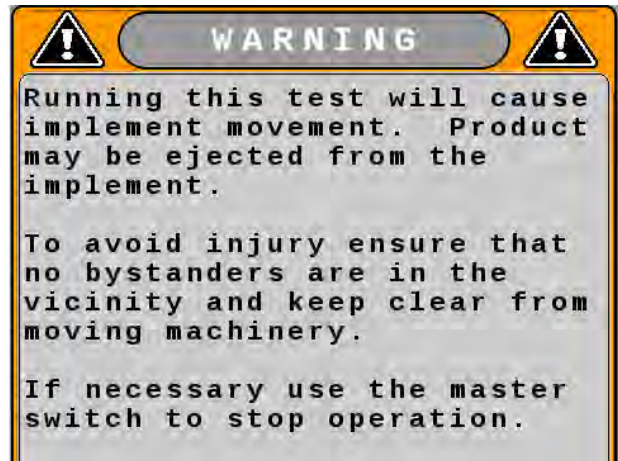 WARNING
Running this test will cause
implement movement.  Product
may be ejected from the
implement.
To avoid injury ensure that
no bystanders are in the
vicinity and keep clear from
moving machinery.
If necessary use the master
switch to stop operation.